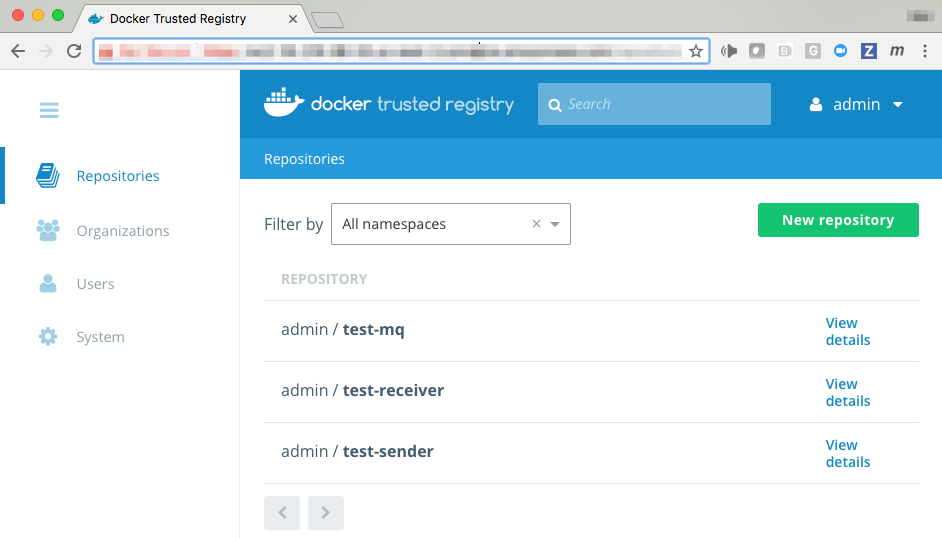 Docker Trusted Registry
docker trusted registry
Search
admin
Repositories
Repositories
Organizations
Users
System
Filter by
All namespaces
New repository
REPOSITORY
admin / test-mq
View
details
admin / test-receiver
View
details
admin / test-sender
View
details